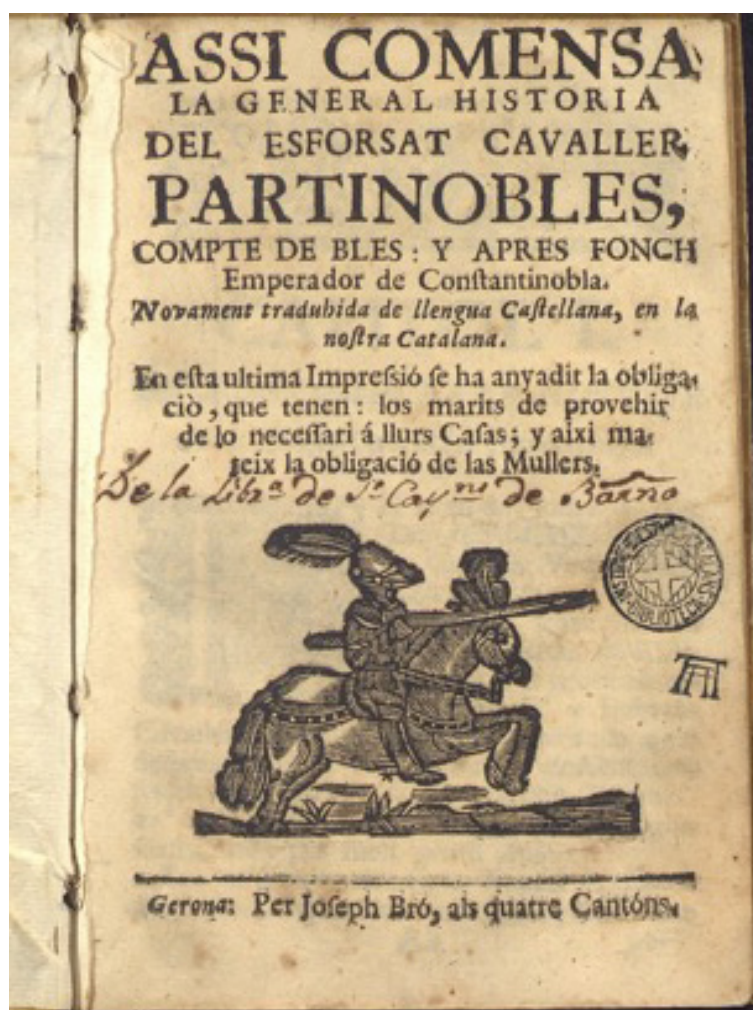 ASSI COMENSA
LA GENERAL HISTORIA
DEL ESFORSAT CAVALLER
PARTINOBLES,
COMPTE DE BLES: Y APRES FONCH
Emperador de Conſtantinobla.
Novament traduhida de llengua Caſtellana, en la
noſtra Catalana.
En eſta ultima Impreſsió ſe ha anyadit la obliga-
ciò, que tenen: los marits de provehir
de lo neceſſari á llurs Caſas; y aixi ma-
teix la obligació de las Mullers.
De la Libr.ª de S.n Cay.no de Barño
BIBLIOTECA
Gerona: Per Joſeph Bró, als quatre Cantóns.